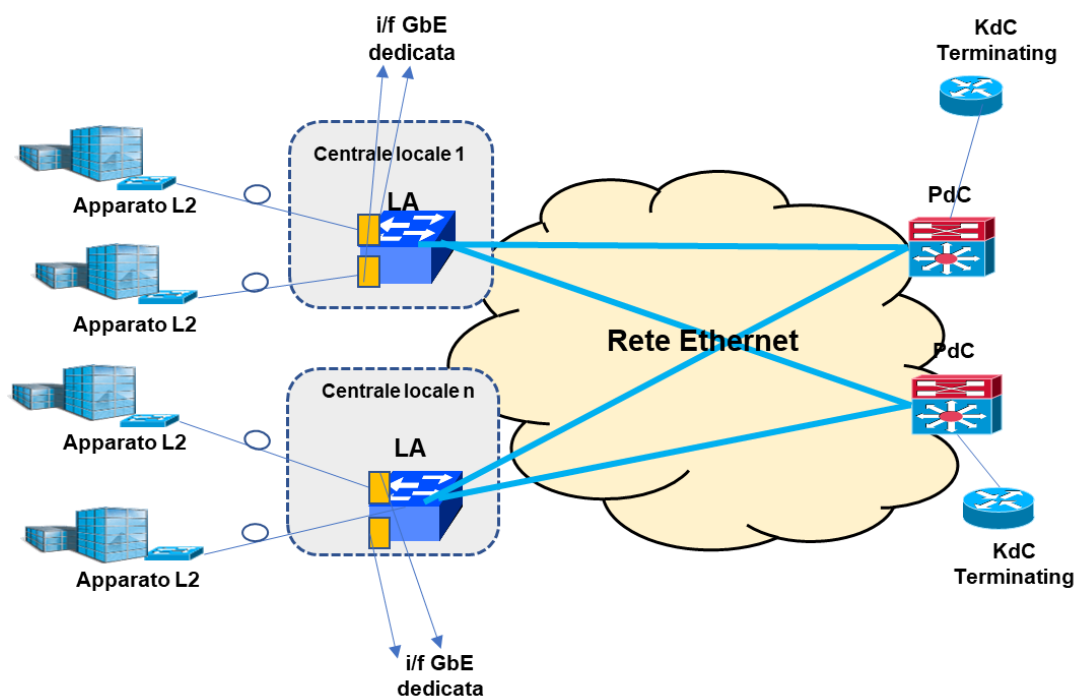 i/f GbE
dedicata
KdC
Terminating
Centrale locale 1
LA
Apparato L2
PdC
Apparato L2
Rete Ethernet
PdC
Centrale locale n
LA
Apparato L2
Apparato L2
KdC
Terminating
i/f GbE
dedicata